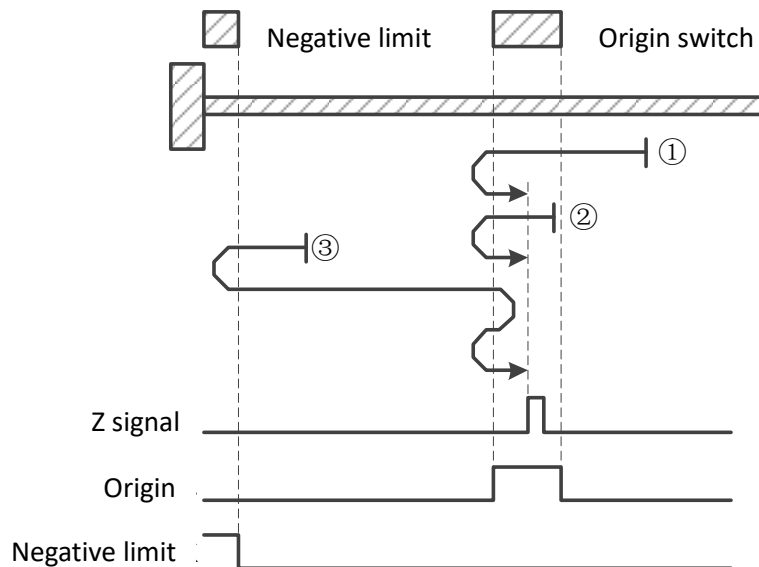 Negative limit
Origin switch
①
②
③
Z signal
Origin
Negative limit